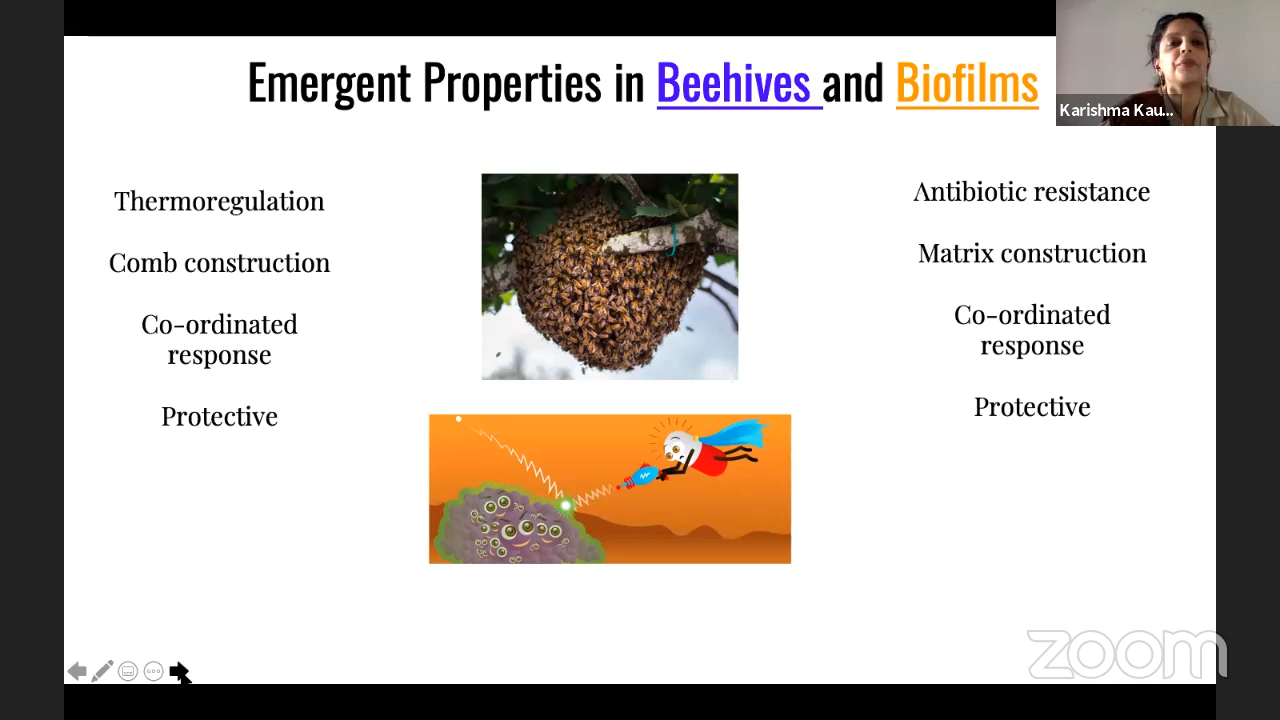 Emergent Properties in Beehives and Biofilms
Karishma Kau...
Thermoregulation
Comb construction
Co-ordinated
response
Protective
Antibiotic resistance
Matrix construction
Co-ordinated
response
Protective
zoom